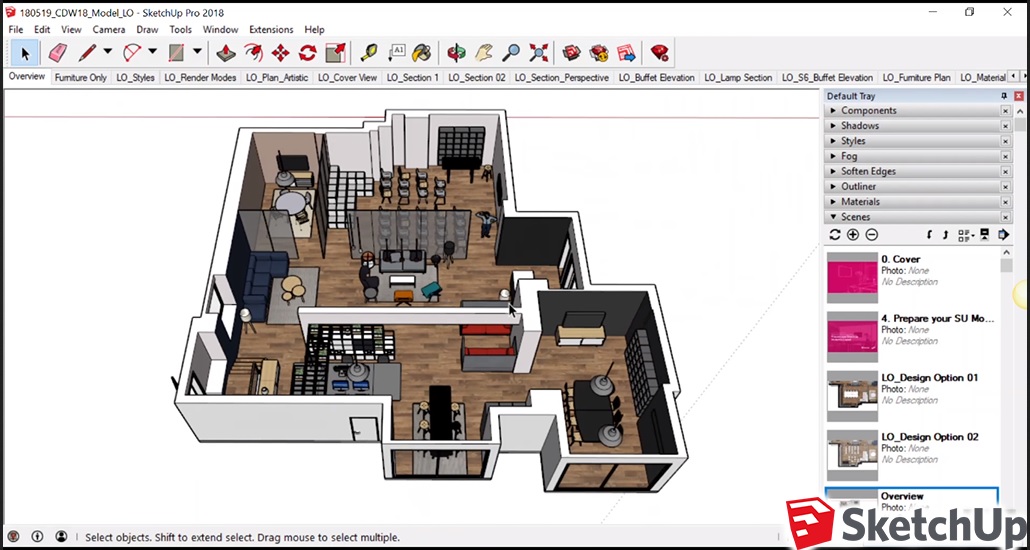 180519_CDW18_Model_LO - SketchUp Pro 2018
File Edit View Camera Draw Tools Window Extensions Help
A1
Overview Furniture Only LO_Styles LO_Render Modes LO_Plan_Artistic LO_Cover View LO_Section 1 LO_Section 02 LO_Section_Perspective LO_Buffet Elevation LO_Lamp Section LO_S6_Buffet Elevation LO_Furniture Plan LO_Material
Default Tray
Components
Shadows
Styles
Fog
Soften Edges
Outliner
Materials
Scenes
0. Cover
Photo: None
No Description
4. Prepare your SU Mo...
Photo: None
No Description
LO_Design Option 01
Photo: None
No Description
LO_Design Option 02
Photo: None
No Description
Overview
Photo: None
Select objects. Shift to extend select. Drag mouse to select multiple.
SketchUp